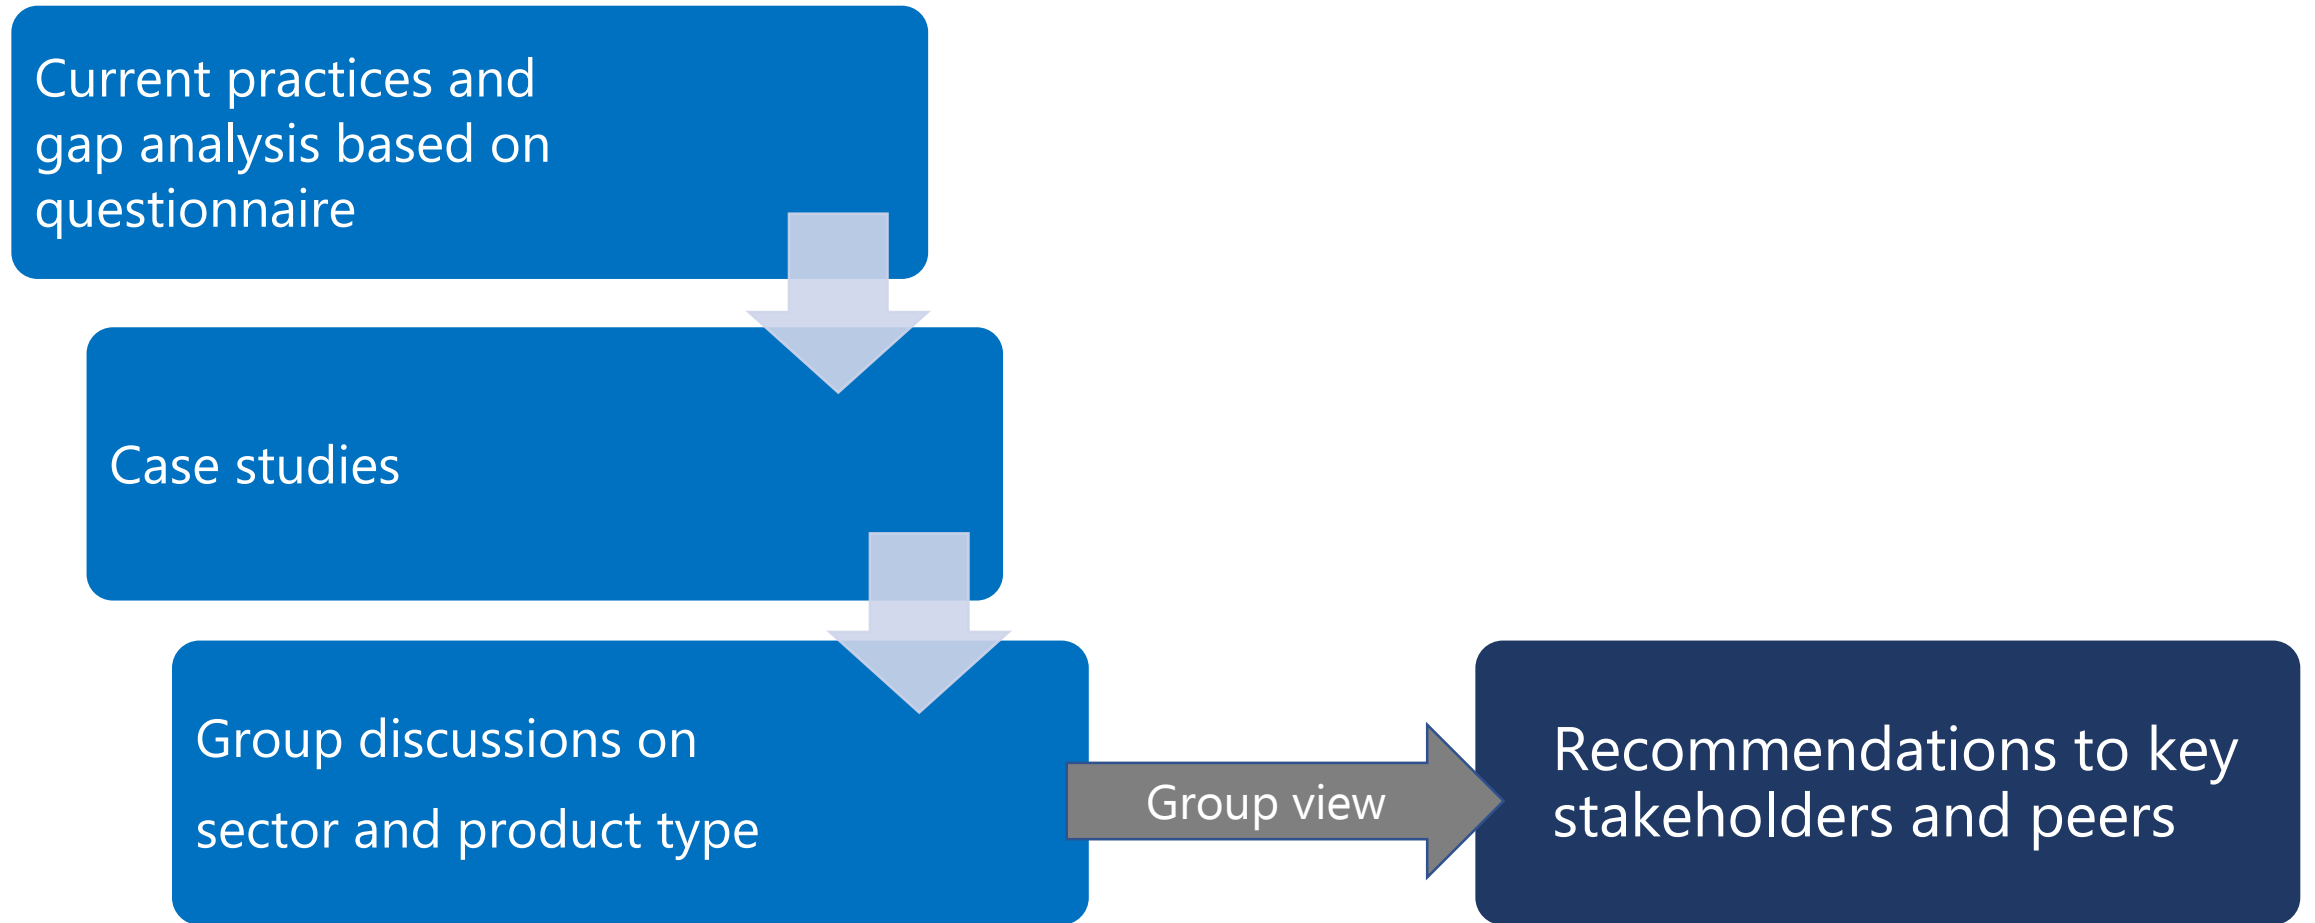 Current practices and
gap analysis based on
questionnaire
Case studies
Group discussions on
sector and product type
Group view
Recommendations to key
stakeholders and peers